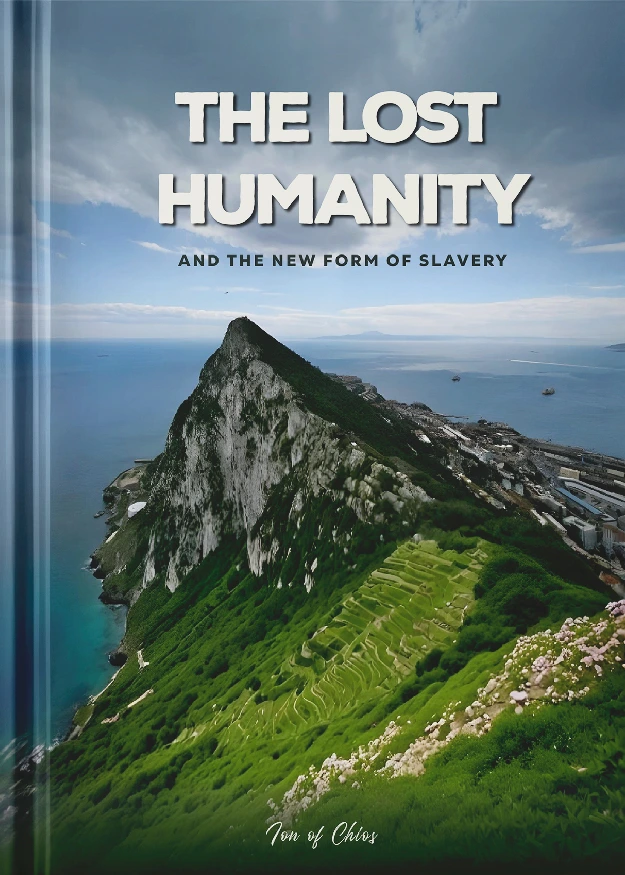 THE LOST
HUMANITY
AND THE NEW FORM OF SLAVERY
Ion of Chios